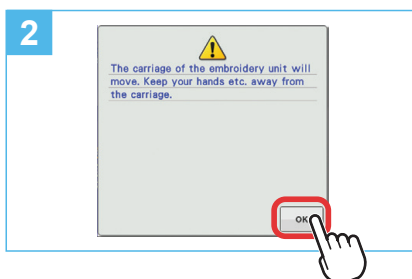 2
The carriage of the embroidery unit will
move. Keep your hands etc. away from
the carriage.
OK